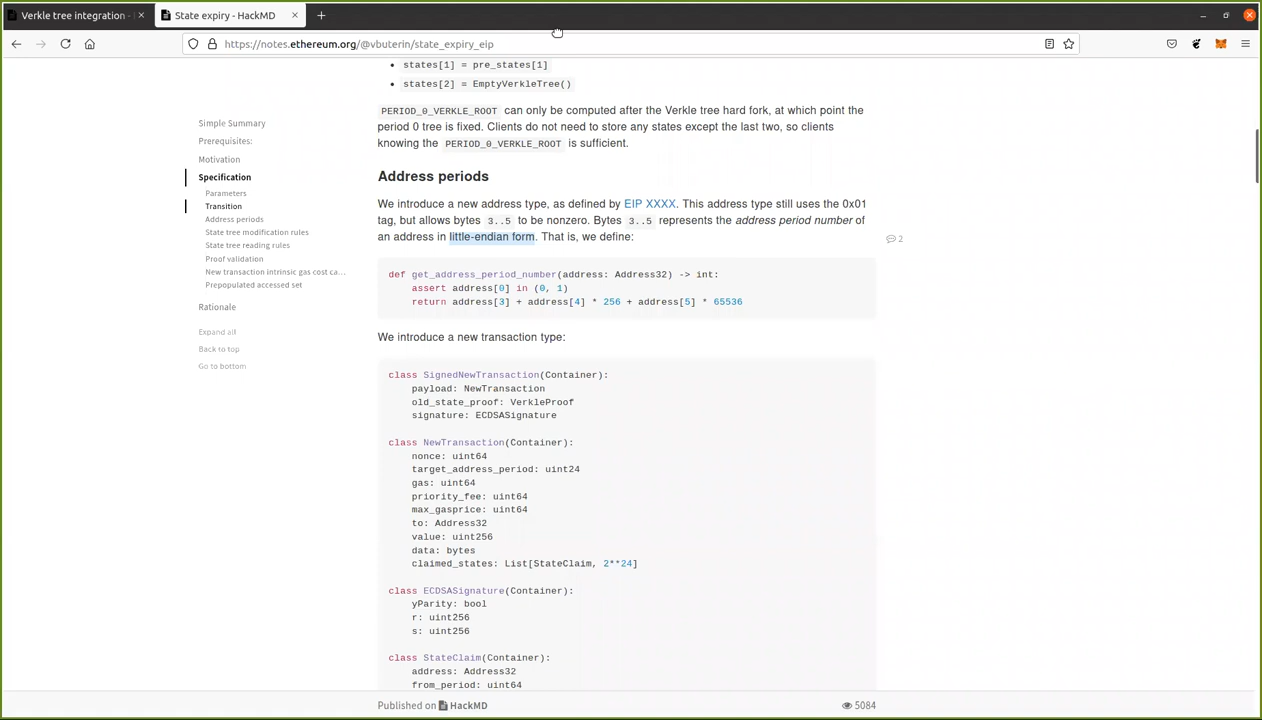 Verkle tree integration -
State expiry - HackMD
https://notes.ethereum.org/@vbuterin/state_expiry_eip
states[1] = pre_states[1]
states[2] = EmptyVerkleTree()
PERIOD_0_VERKLE_ROOT can only be computed after the Verkle tree hard fork, at which point the
period 0 tree is fixed. Clients do not need to store any states except the last two, so clients
knowing the PERIOD_0_VERKLE_ROOT is sufficient.
Simple Summary
Prerequisites:
Motivation
Specification
Parameters
Transition
Address periods
State tree modification rules
State tree reading rules
Proof validation
New transaction intrinsic gas cost ca...
Prepopulated accessed set
Rationale
Expand all
Back to top
Go to bottom
Address periods
We introduce a new address type, as defined by EIP XXXX. This address type still uses the 0x01
tag, but allows bytes 3..5 to be nonzero. Bytes 3..5 represents the address period number of
an address in little-endian form. That is, we define:
2
def get_address_period_number(address: Address32) -> int:
assert address[0] in (0, 1)
return address[3] + address[4] * 256 + address[5] * 65536
We introduce a new transaction type:
class SignedNewTransaction(Container):
payload: NewTransaction
old_state_proof: VerkleProof
signature: ECDSASignature
class NewTransaction(Container):
nonce: uint64
target_address_period: uint24
gas: uint64
priority_fee: uint64
max_gasprice: uint64
to: Address32
value: uint256
data: bytes
claimed_states: List[StateClaim, 2**24]
class ECDSASignature(Container):
yParity: bool
r: uint256
s: uint256
class StateClaim(Container):
address: Address32
from_period: uint64
Published on HackMD
5084